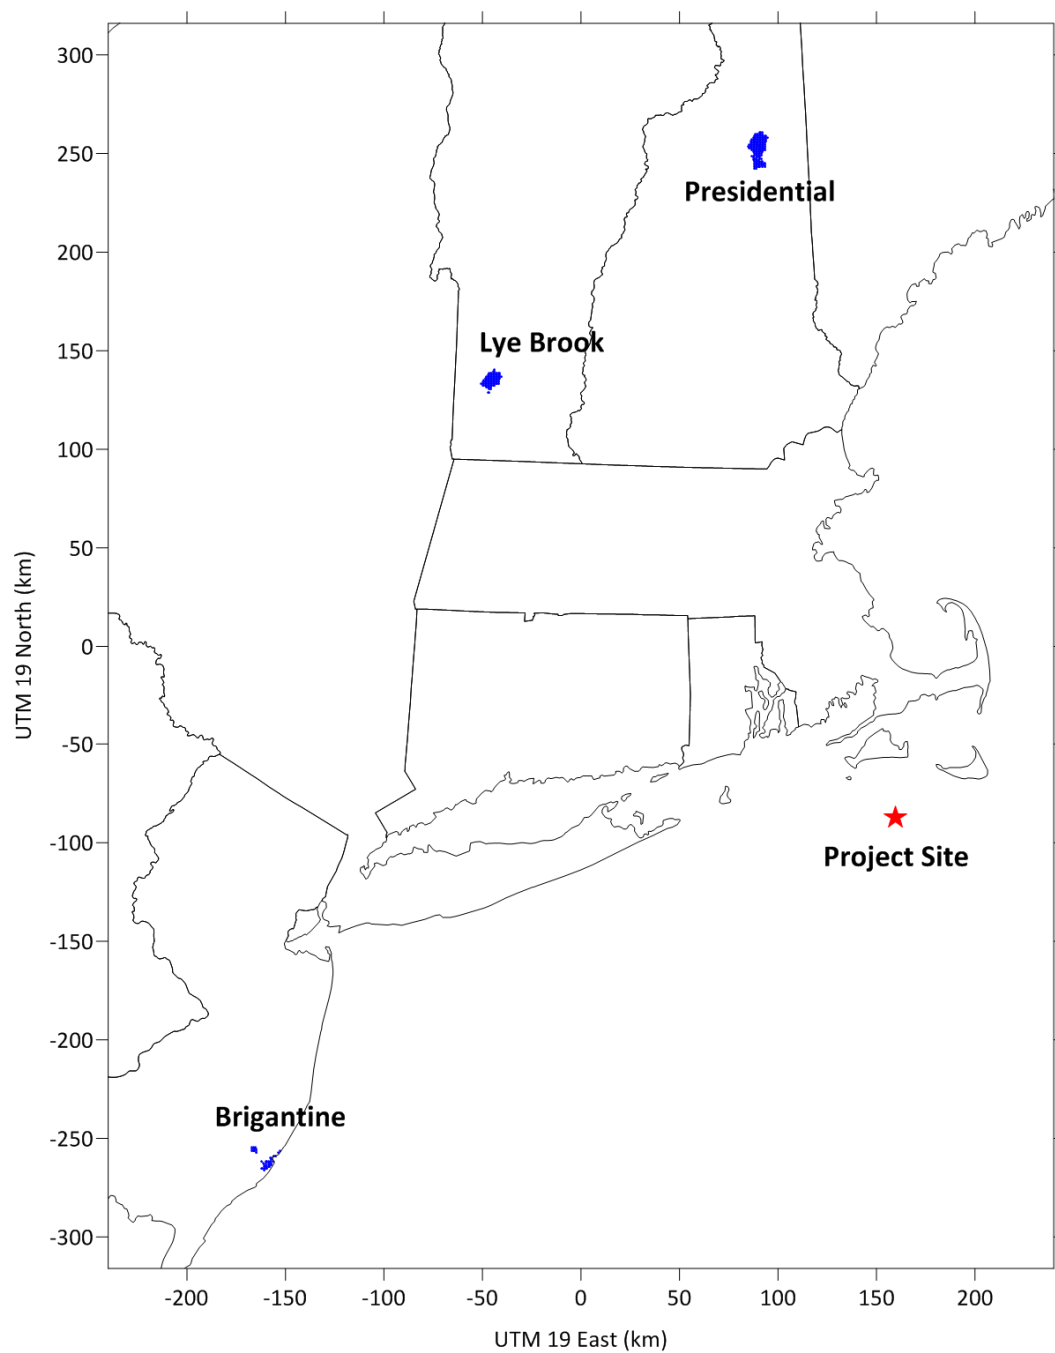 300
250
Presidential
200
Lye Brook
150
100
50
0
-50
-100
Project Site
-150
-200
Brigantine
-250
-300
UTM 19 North (km)
-200 -150 -100 -50 0 50 100 150 200
UTM 19 East (km)